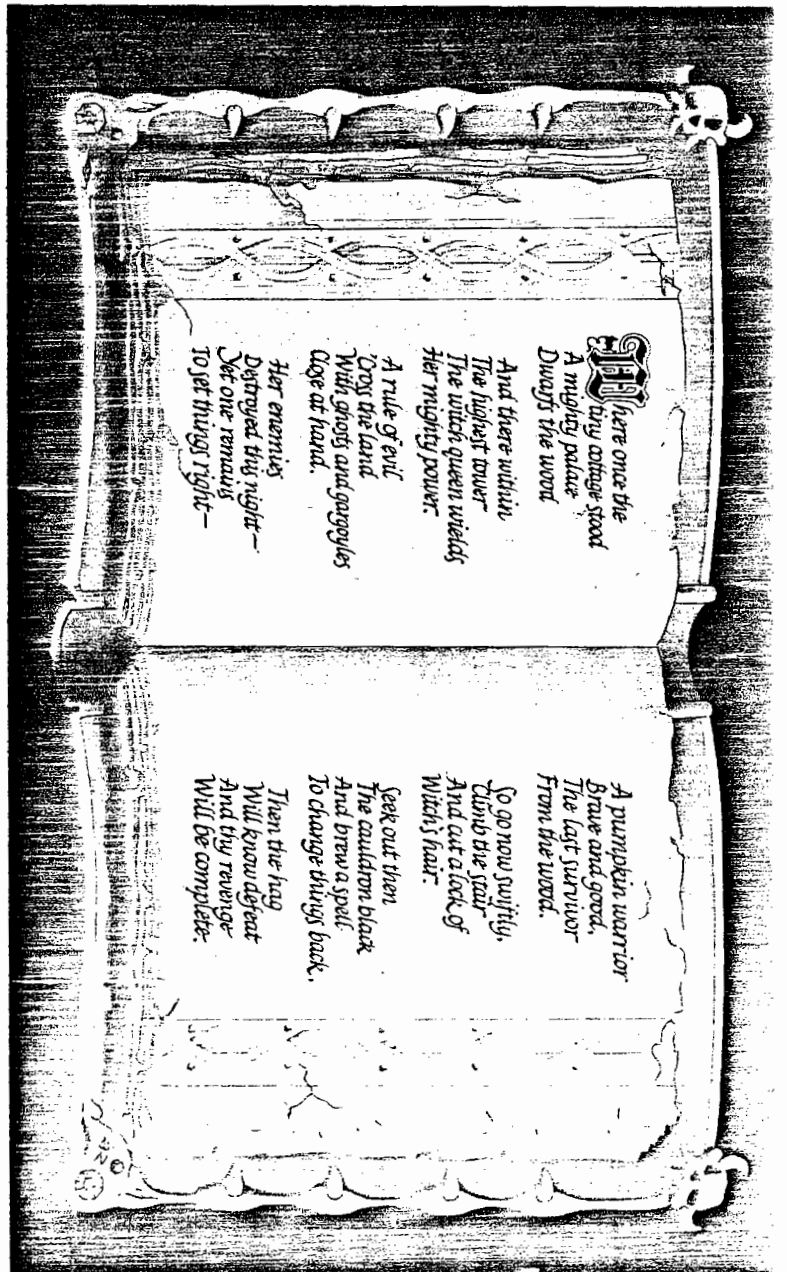 Where once the
tiny cottage stood
A mighty palace
Dwarfs the wood
And there within
The highest tower
The witch queen wields
Her mighty power.
A rule of evil
'Cross the land
With ghosts and gargoyles
Close at hand.
Her enemies
Destroyed this night—
Yet one remains
To set things right—
A pumpkin warrior
Brave and good,
The last survivor
From the wood.
So go now swiftly,
Climb the stair
And cut a lock of
Witch's hair.
Seek out then
The cauldron black
And brew a spell
To change things back,
Then the hag
Will know defeat
And thy revenge
Will be complete.